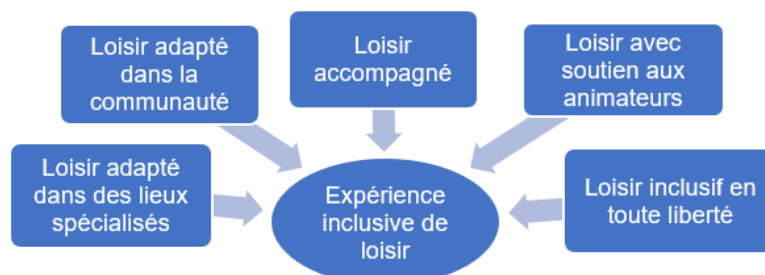 Loisir adapté
dans des lieux
spécialisés
Loisir adapté
dans la
communauté
Loisir
accompagné
Loisir avec
soutien aux
animateurs
Loisir inclusif en
toute liberté
Expérience
inclusive de
loisir